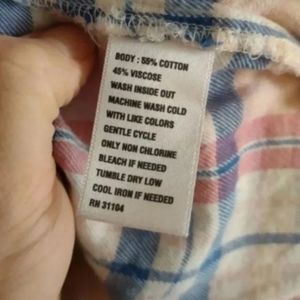 BODY : 55% COTTON
45% VISCOSE
WASH INSIDE OUT
MACHINE WASH COLD
WITH LIKE COLORS
GENTLE CYCLE
ONLY NON CHLORINE
BLEACH IF NEEDED
TUMBLE DRY LOW
COOL IRON IF NEEDED
RN 31104